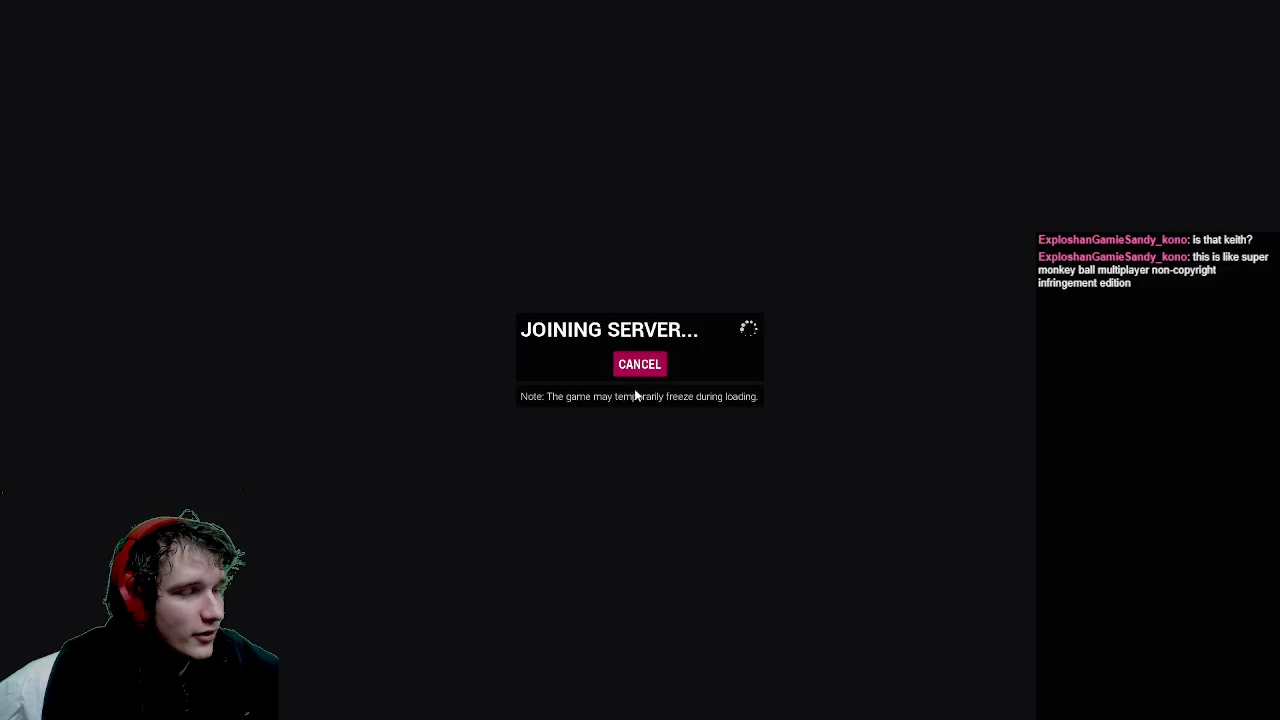 ExploshanGamieSandy_kono: is that keith?
ExploshanGamieSandy_kono: this is like super
monkey ball multiplayer non-copyright
infringement edition
JOINING SERVER...
CANCEL
Note: The game may temporarily freeze during loading.